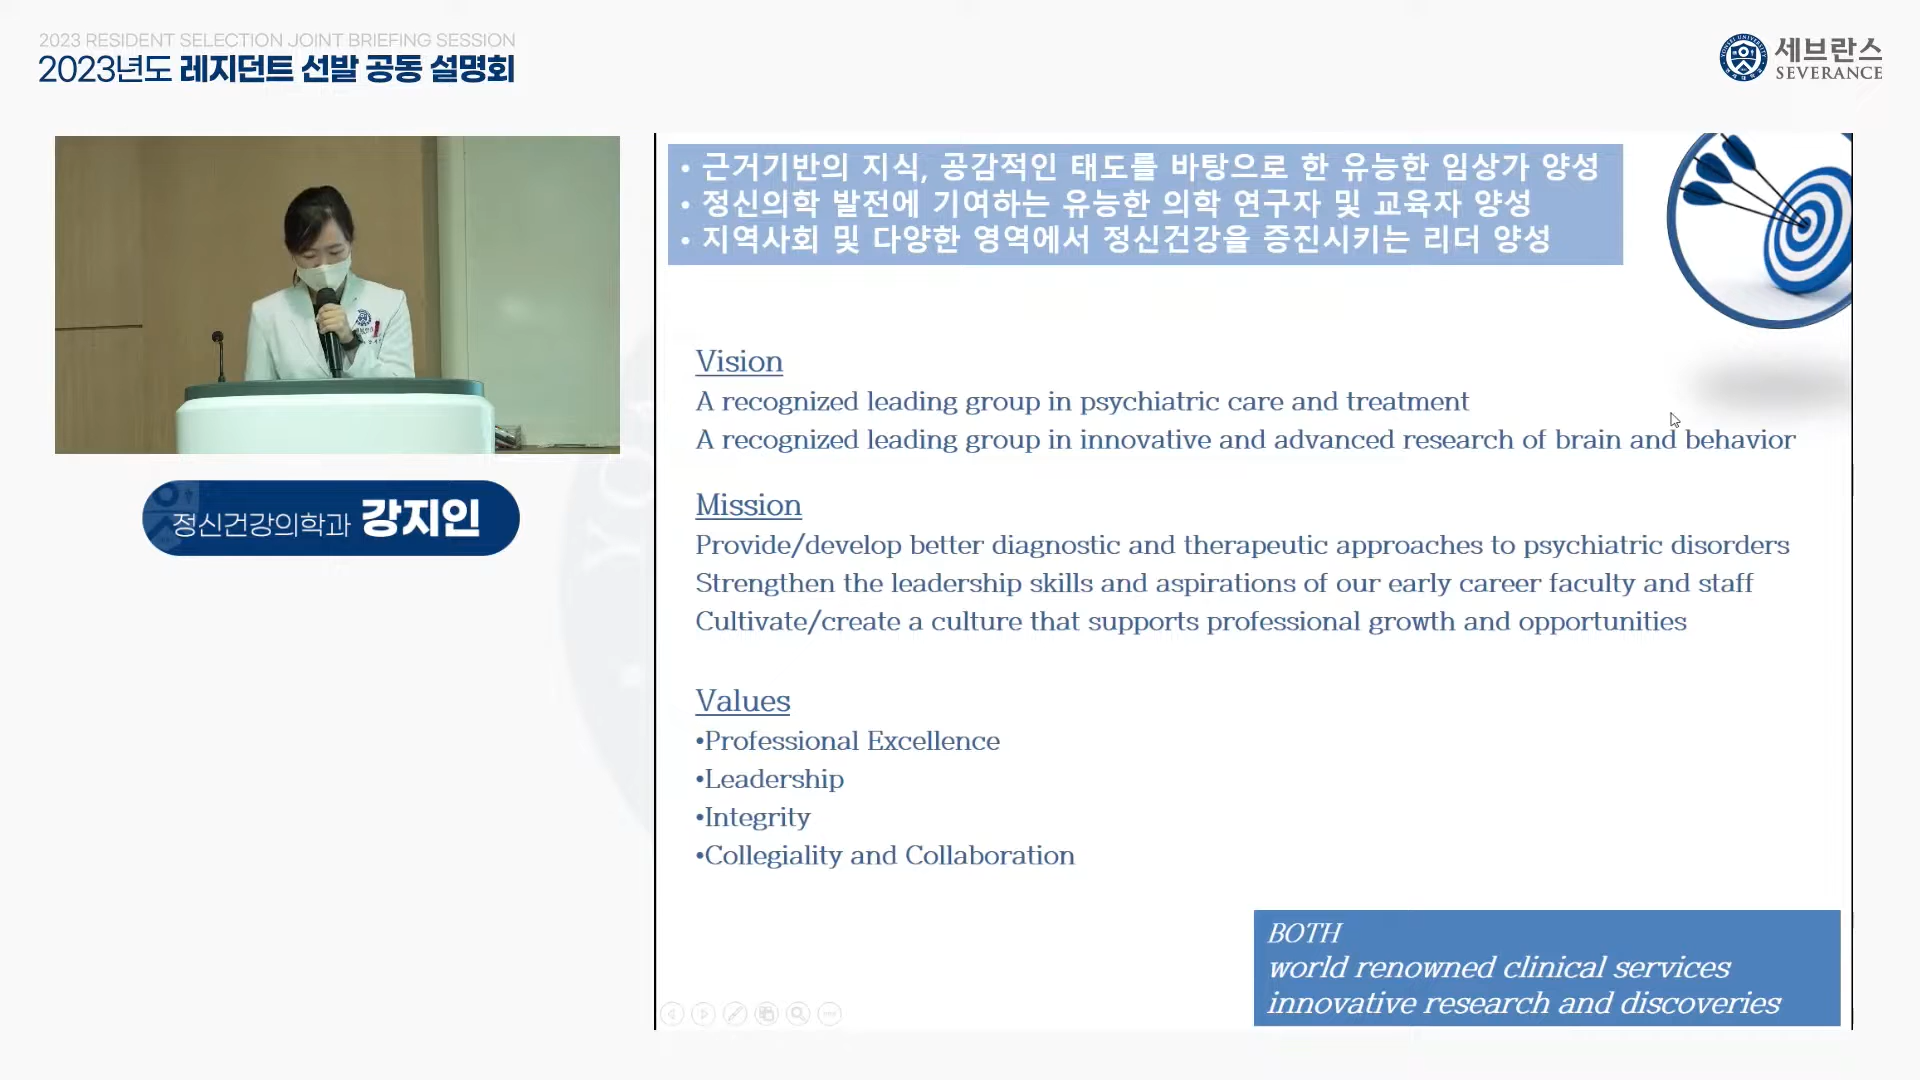 2023 RESIDENT SELECTION JOINT BRIEFING SESSION
2023년도 레지던트 선발 공동 설명회
세브란스
SEVERANCE
정신건강의학과 강지인
• 근거기반의 지식, 공감적인 태도를 바탕으로 한 유능한 임상가 양성
• 정신의학 발전에 기여하는 유능한 의학 연구자 및 교육자 양성
• 지역사회 및 다양한 영역에서 정신건강을 증진시키는 리더 양성
Vision
A recognized leading group in psychiatric care and treatment
A recognized leading group in innovative and advanced research of brain and behavior
Mission
Provide/develop better diagnostic and therapeutic approaches to psychiatric disorders
Strengthen the leadership skills and aspirations of our early career faculty and staff
Cultivate/create a culture that supports professional growth and opportunities
Values
•Professional Excellence
•Leadership
•Integrity
•Collegiality and Collaboration
BOTH
world renowned clinical services
innovative research and discoveries